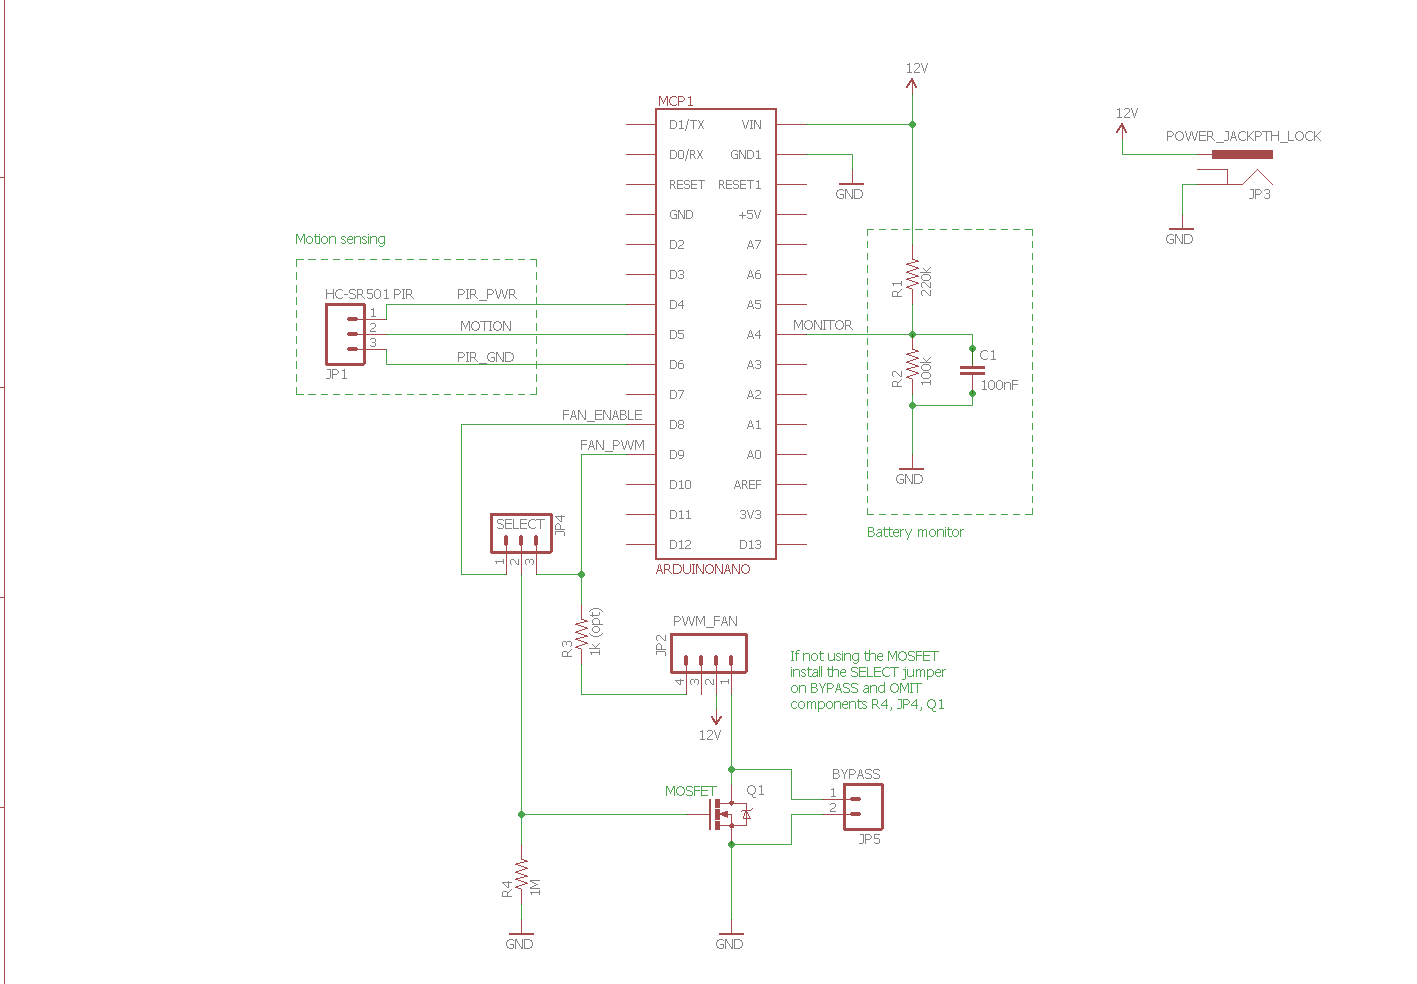 12V
MCP1
D1/TX
VIN
D0/RX
GND1
RESET
RESET1
GND
+5V
D2
A7
D3
A6
D4
A5
D5
A4
D6
A3
D7
A2
D8
A1
D9
A0
D10
AREF
D11
3V3
D12
D13
ARDUINONANO
GND
12V
POWER_JACKPTH_LOCK
JP3
GND
Motion sensing
HC-SR501 PIR
1
2
3
JP1
PIR_PWR
MOTION
PIR_GND
FAN_ENABLE
FAN_PWM
MONITOR
R1
220k
R2
100k
C1
100nF
GND
Battery monitor
SELECT
JP4
1
2
3
R3
1k (opt)
PWM_FAN
JP2
4
3
2
1
12V
If not using the MOSFET
install the SELECT jumper
on BYPASS and OMIT
components R4, JP4, Q1
MOSFET
Q1
BYPASS
1
2
JP5
R4
1M
GND
GND